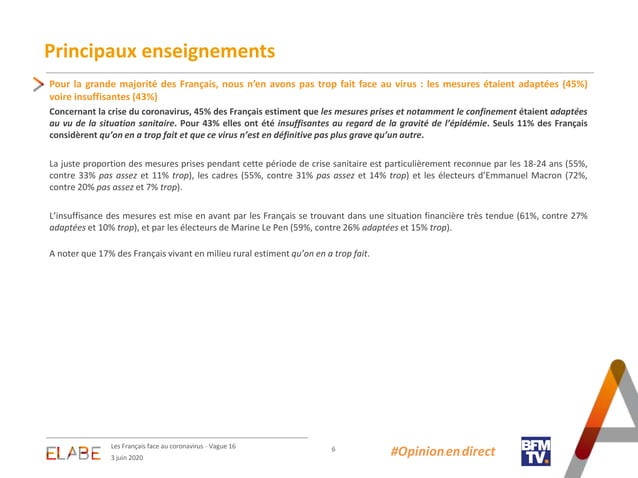 Principaux enseignements
Pour la grande majorité des Français, nous n’en avons pas trop fait face au virus : les mesures étaient adaptées (45%)
voire insuffisantes (43%)
Concernant la crise du coronavirus, 45% des Français estiment que les mesures prises et notamment le confinement étaient adaptées
au vu de la situation sanitaire. Pour 43% elles ont été insuffisantes au regard de la gravité de l’épidémie. Seuls 11% des Français
considèrent qu’on en a trop fait et que ce virus n’est en définitive pas plus grave qu’un autre.
La juste proportion des mesures prises pendant cette période de crise sanitaire est particulièrement reconnue par les 18-24 ans (55%,
contre 33% pas assez et 11% trop), les cadres (55%, contre 31% pas assez et 14% trop) et les électeurs d’Emmanuel Macron (72%,
contre 20% pas assez et 7% trop).
L’insuffisance des mesures est mise en avant par les Français se trouvant dans une situation financière très tendue (61%, contre 27%
adaptées et 10% trop), et par les électeurs de Marine Le Pen (59%, contre 26% adaptées et 15% trop).
A noter que 17% des Français vivant en milieu rural estiment qu’on en a trop fait.
ELABE
Les Français face au coronavirus - Vague 16
3 juin 2020
6
#Opinion.en.direct
BFM
TV.